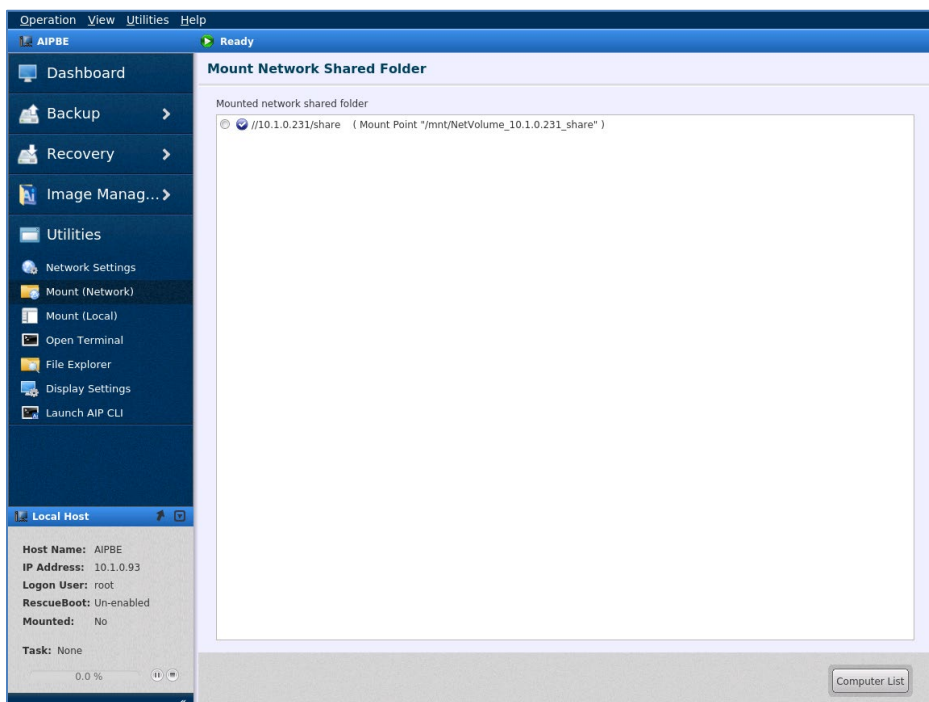 Operation View Utilities Help
AIPBE
Ready
Dashboard
Backup
Recovery
Image Manag...
Utilities
Network Settings
Mount (Network)
Mount (Local)
Open Terminal
File Explorer
Display Settings
Launch AIP CLI
Local Host
Host Name: AIPBE
IP Address: 10.1.0.93
Logon User: root
RescueBoot: Un-enabled
Mounted: No
Task: None
0.0 %
Mount Network Shared Folder
Mounted network shared folder
//10.1.0.231/share ( Mount Point "/mnt/NetVolume_10.1.0.231_share" )
Computer List